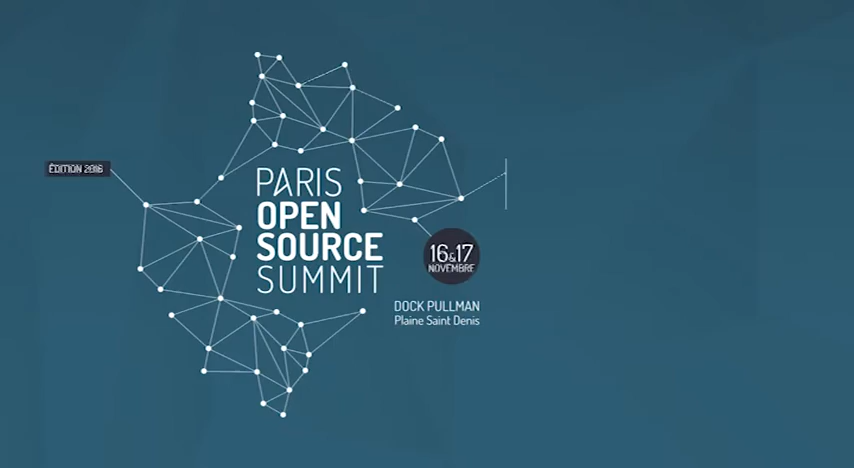 ÉDITION 2016
PARIS
OPEN
SOURCE
SUMMIT
16&17
NOVEMBRE
DOCK PULLMAN
Plaine Saint Denis